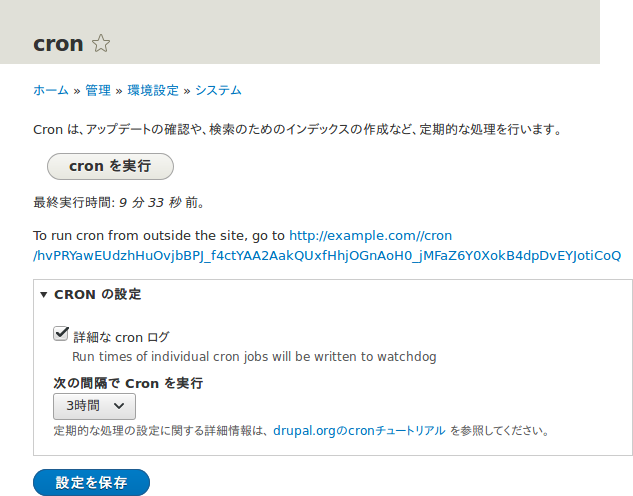 cron
ホーム » 管理 » 環境設定 » システム
Cron は、アップデートの確認や、検索のためのインデックスの作成など、定期的な処理を行います。
cron を実行
最終実行時間: 9 分 33 秒 前。
To run cron from outside the site, go to http://example.com//cron
/hvPRYawEUdzhHuOvjbBPJ_f4ctYAA2AakQUxfHhjOGnAoH0_jMFaZ6Y0XokB4dpDvEYJotiCoQ
CRON の設定
詳細な cron ログ
Run times of individual cron jobs will be written to watchdog
次の間隔で Cron を実行
3時間
定期的な処理の設定に関する詳細情報は、drupal.orgのcronチュートリアル を参照してください。
設定を保存